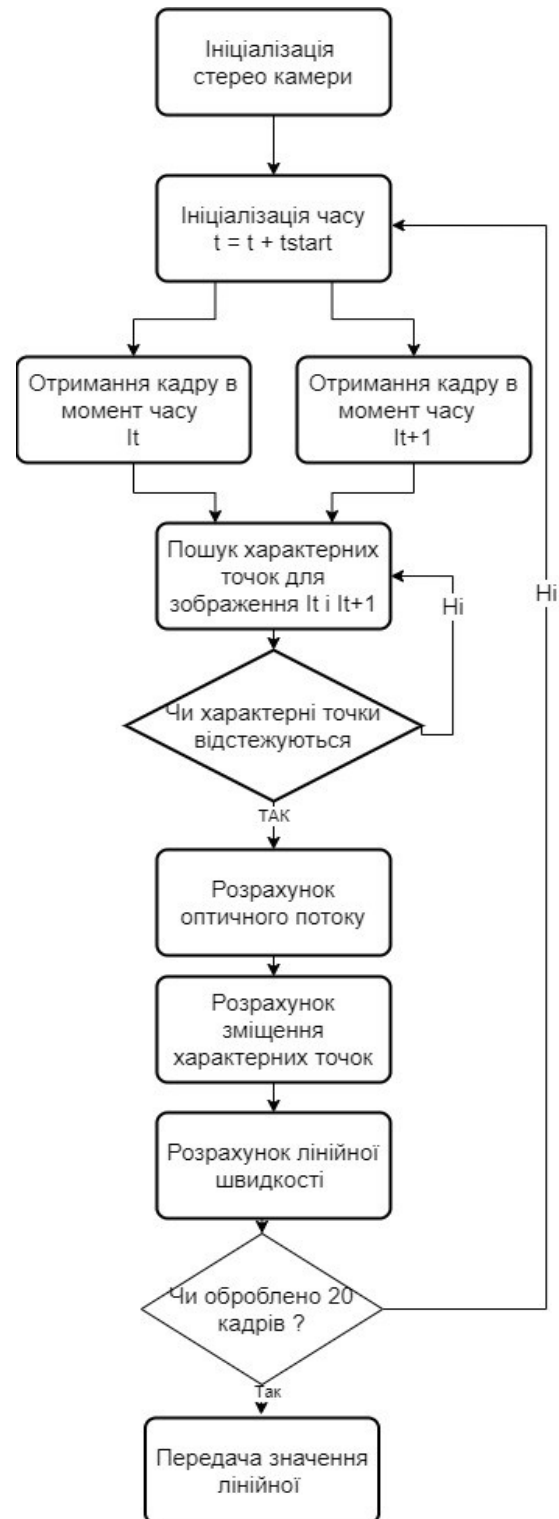 Ініціалізація
стерео камери
Ініціалізація часу
t = t + tstart
Отримання кадру в
момент часу
It
Отримання кадру в
момент часу
It+1
Пошук характерних
точок для
зображення It і It+1
Ні
Ні
Чи характерні точки
відстежуються
ТАК
Розрахунок
оптичного потоку
Розрахунок
зміщення
характерних точок
Розрахунок лінійної
швидкості
Чи оброблено 20
кадрів ?
Так
Передача значення
лінійної